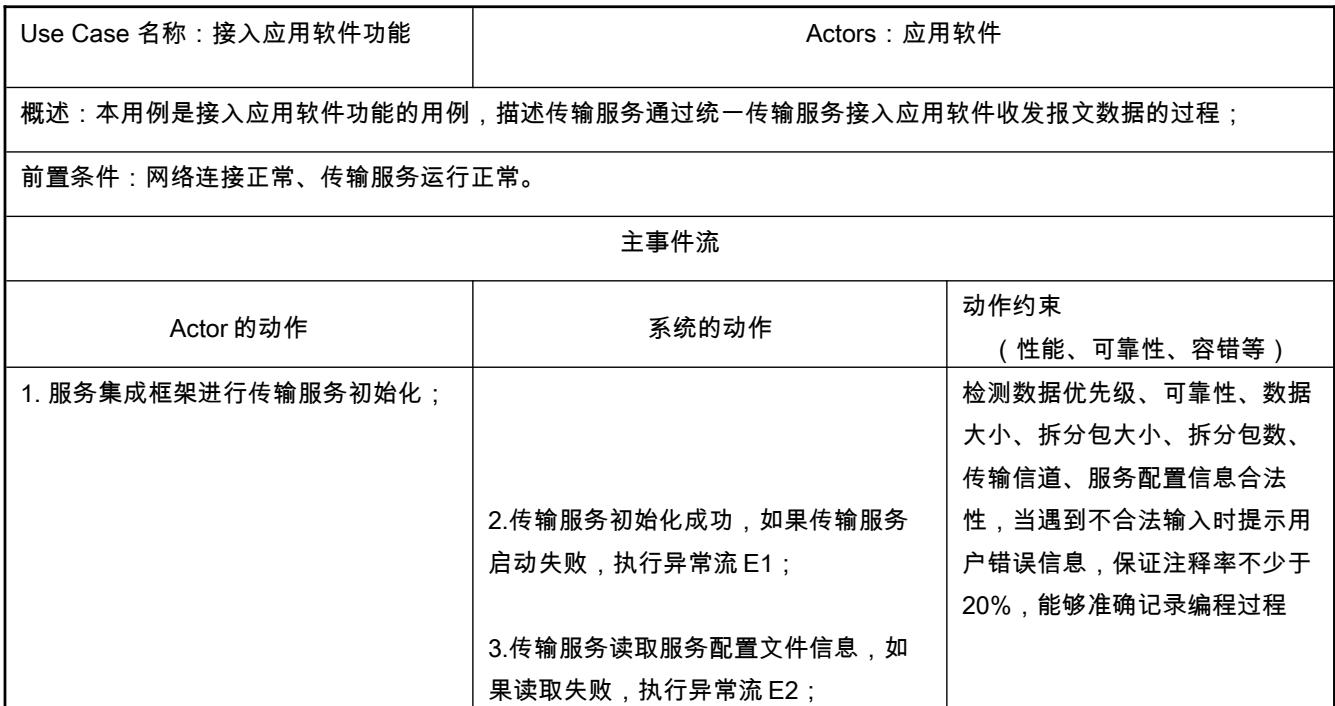 Use Case 名称：接入应用软件功能
Actors：应用软件
概述：本用例是接入应用软件功能的用例，描述传输服务通过统一传输服务接入应用软件收发报文数据的过程；
前置条件：网络连接正常、传输服务运行正常。
主事件流
Actor 的动作
系统的动作
动作约束
（性能、可靠性、容错等）
1. 服务集成框架进行传输服务初始化；
2.传输服务初始化成功，如果传输服务
启动失败，执行异常流 E1；
3.传输服务读取服务配置文件信息，如
果读取失败，执行异常流 E2；
检测数据优先级、可靠性、数据
大小、拆分包大小、拆分包数、
传输信道、服务配置信息合法
性，当遇到不合法输入时提示用
户错误信息，保证注释率不少于
20%，能够准确记录编程过程